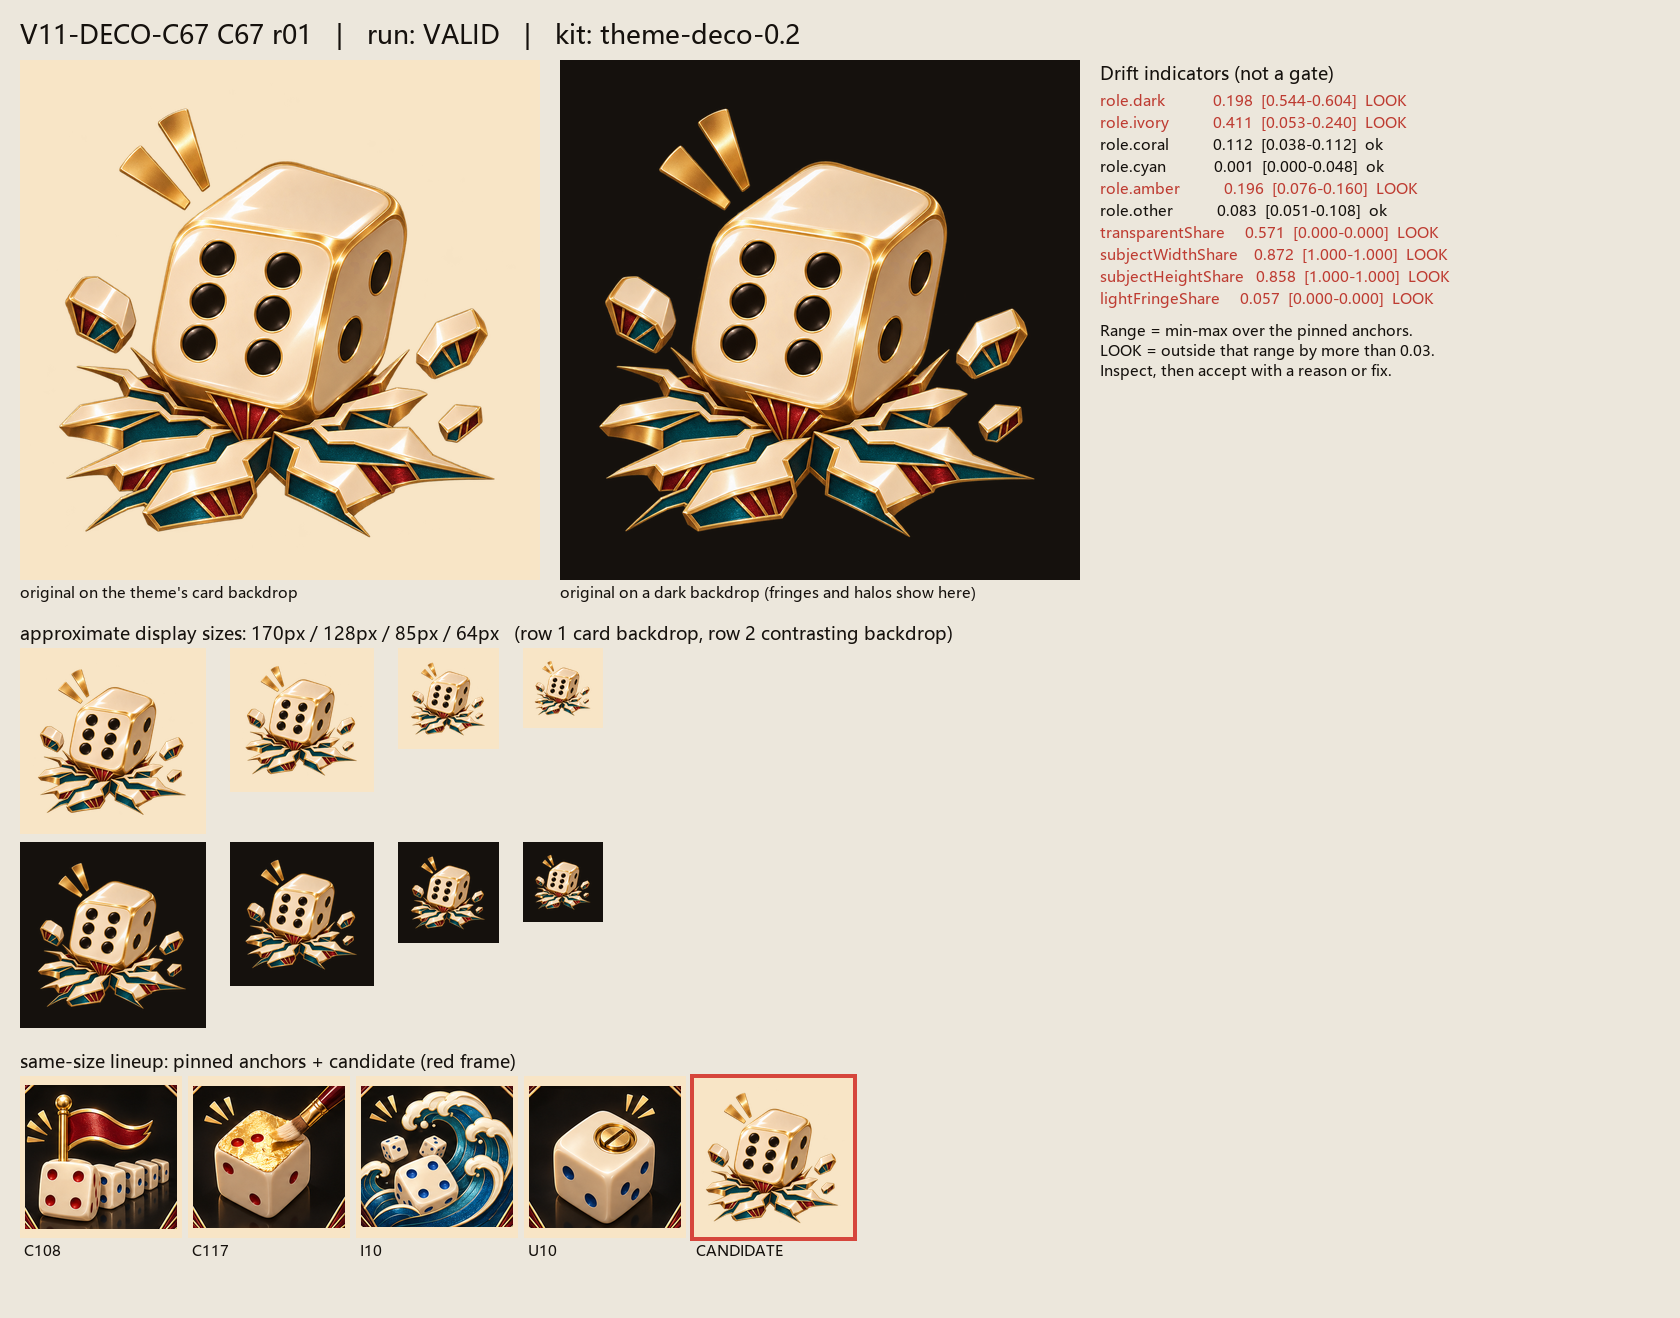 V11-DECO-C67 C67 r01 | run: VALID | kit: theme-deco-0.2
Drift indicators (not a gate)
role.dark 0.198 [0.544-0.604] LOOK
role.ivory 0.411 [0.053-0.240] LOOK
role.coral 0.112 [0.038-0.112] ok
role.cyan 0.001 [0.000-0.048] ok
role.amber 0.196 [0.076-0.160] LOOK
role.other 0.083 [0.051-0.108] ok
transparentShare 0.571 [0.000-0.000] LOOK
subjectWidthShare 0.872 [1.000-1.000] LOOK
subjectHeightShare 0.858 [1.000-1.000] LOOK
lightFringeShare 0.057 [0.000-0.000] LOOK
Range = min-max over the pinned anchors.
LOOK = outside that range by more than 0.03.
Inspect, then accept with a reason or fix.
original on the theme's card backdrop
original on a dark backdrop (fringes and halos show here)
approximate display sizes: 170px / 128px / 85px / 64px (row 1 card backdrop, row 2 contrasting backdrop)
same-size lineup: pinned anchors + candidate (red frame)
C108
C117
I10
U10
CANDIDATE